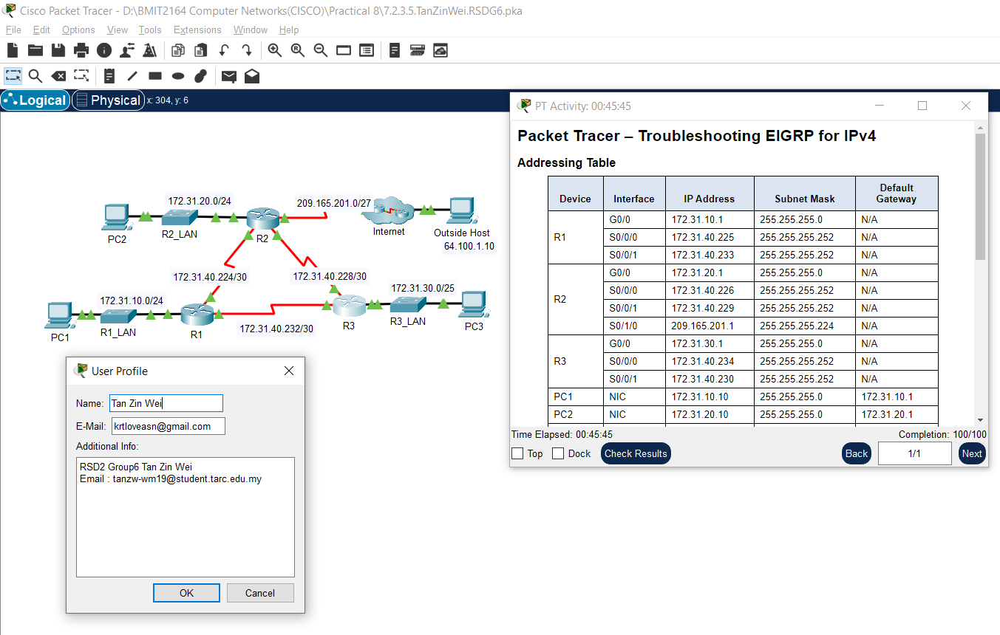 Cisco Packet Tracer - D:\BMIT2164 Computer Networks(CISCO)\Practical 8\7.2.3.5.TanZinWei.RSDG6.pka
File Edit Options View Tools Extensions Window Help
Logical Physical x: 304, y: 6
172.31.20.0/24
209.165.201.0/27
PC2
R2_LAN
R2
Internet
Outside Host
64.100.1.10
172.31.40.224/30
172.31.40.228/30
172.31.30.0/25
172.31.10.0/24
PC1
R1_LAN
R1
172.31.40.232/30
R3
R3_LAN
PC3
User Profile
Name: Tan Zin Wei
E-Mail: krtloveasn@gmail.com
Additional Info:
RSD2 Group6 Tan Zin Wei
Email : tanzw-wm19@student.tarc.edu.my
OK Cancel
PT Activity: 00:45:45
Packet Tracer – Troubleshooting EIGRP for IPv4
Addressing Table
Device Interface IP Address Subnet Mask Default Gateway
R1 G0/0 172.31.10.1 255.255.255.0 N/A
S0/0/0 172.31.40.225 255.255.255.252 N/A
S0/0/1 172.31.40.233 255.255.255.252 N/A
R2 G0/0 172.31.20.1 255.255.255.0 N/A
S0/0/0 172.31.40.226 255.255.255.252 N/A
S0/0/1 172.31.40.229 255.255.255.252 N/A
S0/1/0 209.165.201.1 255.255.255.224 N/A
R3 G0/0 172.31.30.1 255.255.255.0 N/A
S0/0/0 172.31.40.234 255.255.255.252 N/A
S0/0/1 172.31.40.230 255.255.255.252 N/A
PC1 NIC 172.31.10.10 255.255.255.0 172.31.10.1
PC2 NIC 172.31.20.10 255.255.255.0 172.31.20.1
Time Elapsed: 00:45:45 Completion: 100/100
Top Dock Check Results Back 1/1 Next